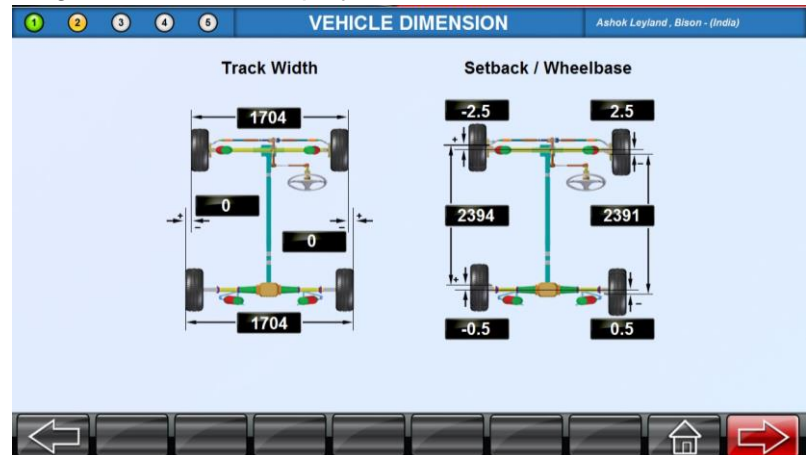 1 2 3 4 5 VEHICLE DIMENSION Ashok Leyland , Bison - (India)
Track Width Setback / Wheelbase
1704 -2.5 2.5
+ -
0 2394 2391
+ - + -
0
+ -
1704 -0.5 0.5